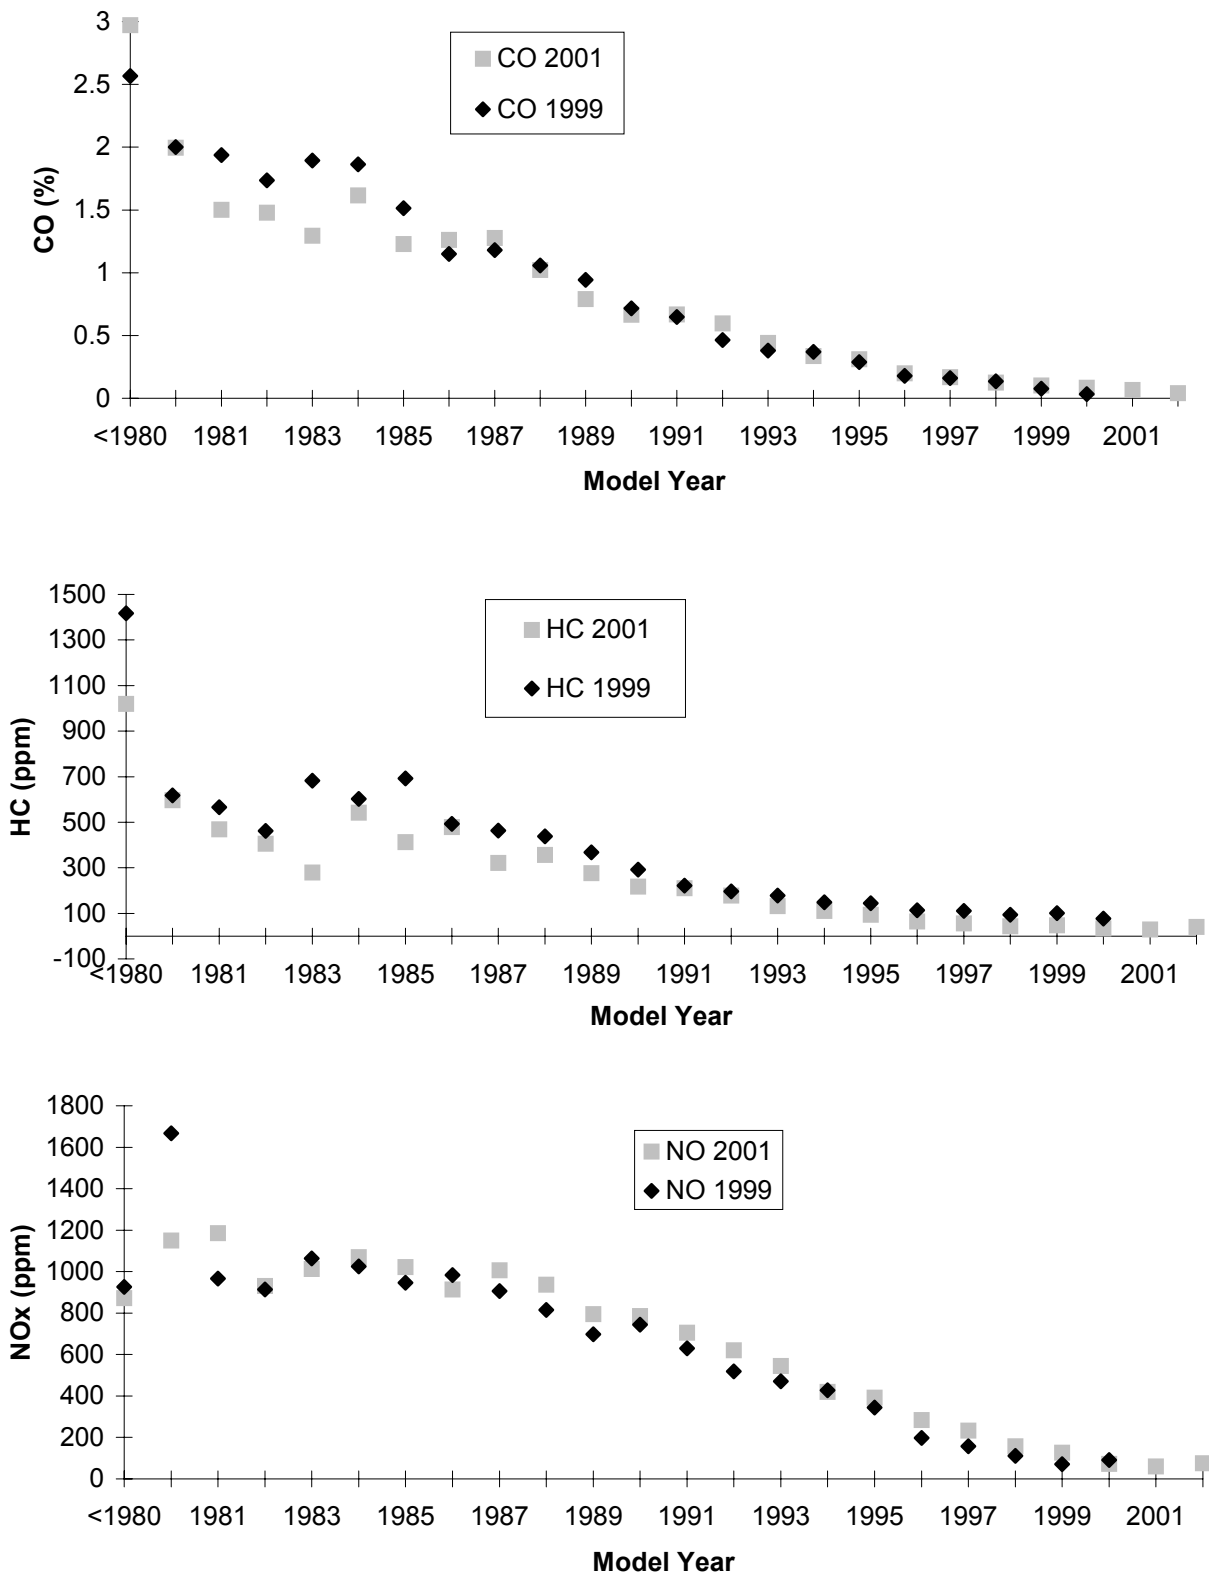 3
2.5
2
1.5
1
0.5
0
CO (%)
CO 2001
CO 1999
<1980 1981 1983 1985 1987 1989 1991 1993 1995 1997 1999 2001
Model Year
1500
1300
1100
900
700
500
300
100
-100
HC (ppm)
HC 2001
HC 1999
<1980 1981 1983 1985 1987 1989 1991 1993 1995 1997 1999 2001
Model Year
1800
1600
1400
1200
1000
800
600
400
200
0
NOx (ppm)
NO 2001
NO 1999
<1980 1981 1983 1985 1987 1989 1991 1993 1995 1997 1999 2001
Model Year